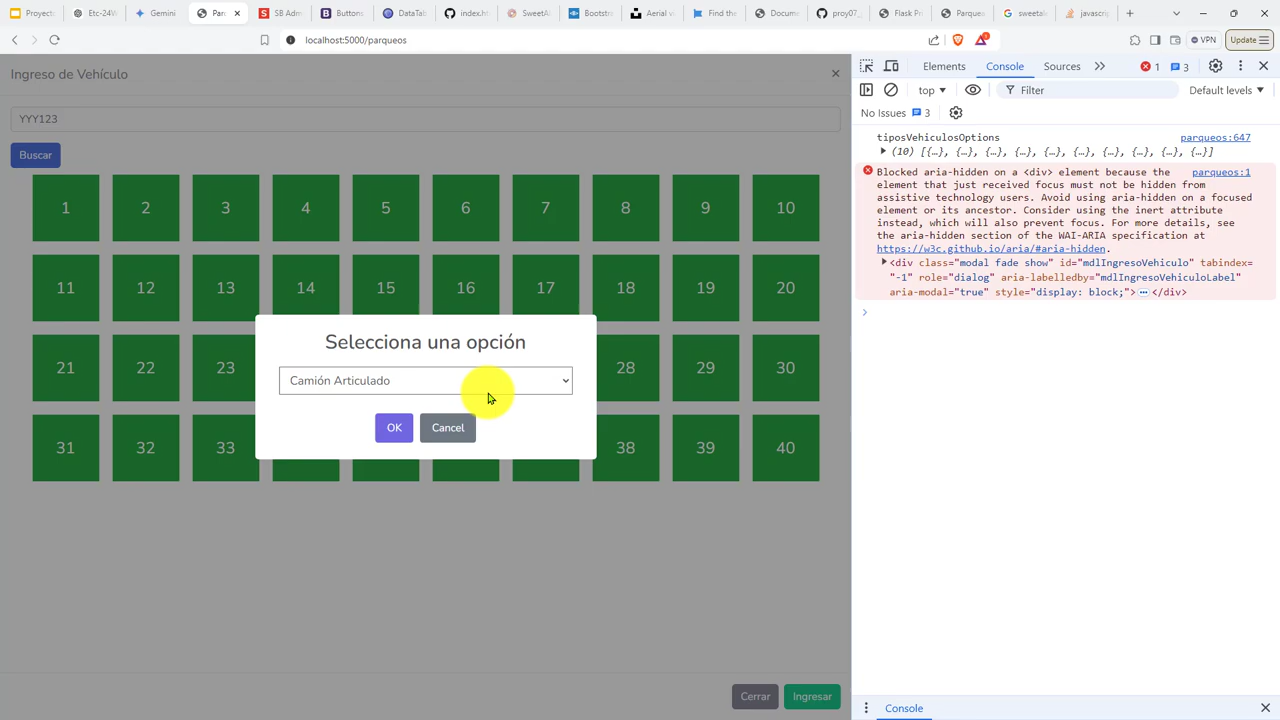 Proyecto
Etc-24W
Gemini
Par
SB Adm
Buttons
DataTab
index.ht
SweetAl
Bootstr
Aerial v
Find the
Docume
proy07_
Flask Pr
Parquea
sweetale
javascrip
localhost:5000/parqueos
VPN
Update
Ingreso de Vehículo
YYY123
Buscar
1 2 3 4 5 6 7 8 9 10
11 12 13 14 15 16 17 18 19 20
21 22 23 28 29 30
31 32 33 38 39 40
Selecciona una opción
Camión Articulado
OK Cancel
Cerrar Ingresar
Elements Console Sources 1 3
top Filter Default levels
No Issues 3
tiposVehiculosOptions parqueos:647
(10) [{…}, {…}, {…}, {…}, {…}, {…}, {…}, {…}, {…}, {…}]
Blocked aria-hidden on a <div> element because the parqueos:1
element that just received focus must not be hidden from
assistive technology users. Avoid using aria-hidden on a focused
element or its ancestor. Consider using the inert attribute
instead, which will also prevent focus. For more details, see
the aria-hidden section of the WAI-ARIA specification at
https://w3c.github.io/aria/#aria-hidden.
<div class="modal fade show" id="mdlIngresoVehiculo" tabindex=
"-1" role="dialog" aria-labelledby="mdlIngresoVehiculoLabel"
aria-modal="true" style="display: block;">…</div>
Console